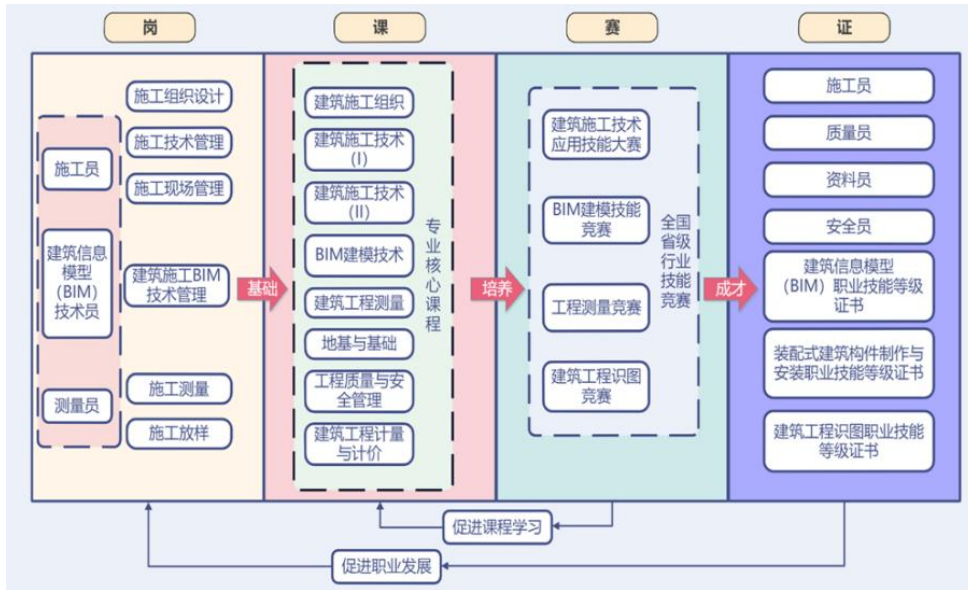 岗
课
赛
证
施工员
建筑信息
模型
（BIM）
技术员
测量员
施工组织设计
施工技术管理
施工现场管理
建筑施工BIM
技术管理
施工测量
施工放样
基础
建筑施工组织
建筑施工技术
(I)
建筑施工技术
(II)
BIM建模技术
建筑工程测量
地基与基础
工程质量与安
全管理
建筑工程计量
与计价
专业核心课程
培养
建筑施工技术
应用技能大赛
BIM建模技能
竞赛
工程测量竞赛
建筑工程识图
竞赛
全国
省级
行业
技能
竞赛
成才
施工员
质量员
资料员
安全员
建筑信息模型
（BIM）职业技能等级
证书
装配式建筑构件制作与
安装职业技能等级证书
建筑工程识图职业技能
等级证书
促进课程学习
促进职业发展